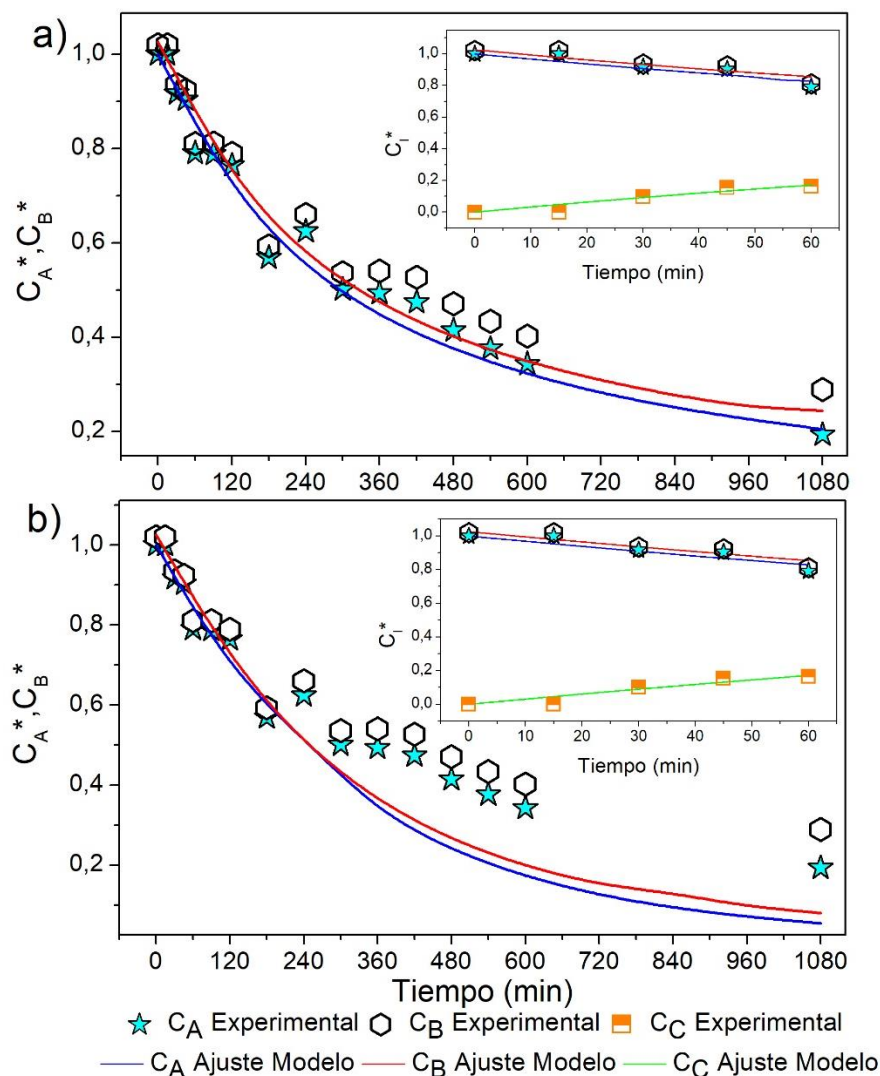 a)
1,0
0,8
0,6
0,4
0,2
C_A*, C_B*
0 120 240 360 480 600 720 840 960 1080
1,0
0,8
0,6
0,4
0,2
0,0
C_I*
0 10 20 30 40 50 60
Tiempo (min)
b)
1,0
0,8
0,6
0,4
0,2
C_A*, C_B*
0 120 240 360 480 600 720 840 960 1080
Tiempo (min)
1,0
0,8
0,6
0,4
0,2
0,0
C_I*
0 10 20 30 40 50 60
Tiempo (min)
C_A Experimental C_B Experimental C_C Experimental
C_A Ajuste Modelo C_B Ajuste Modelo C_C Ajuste Modelo